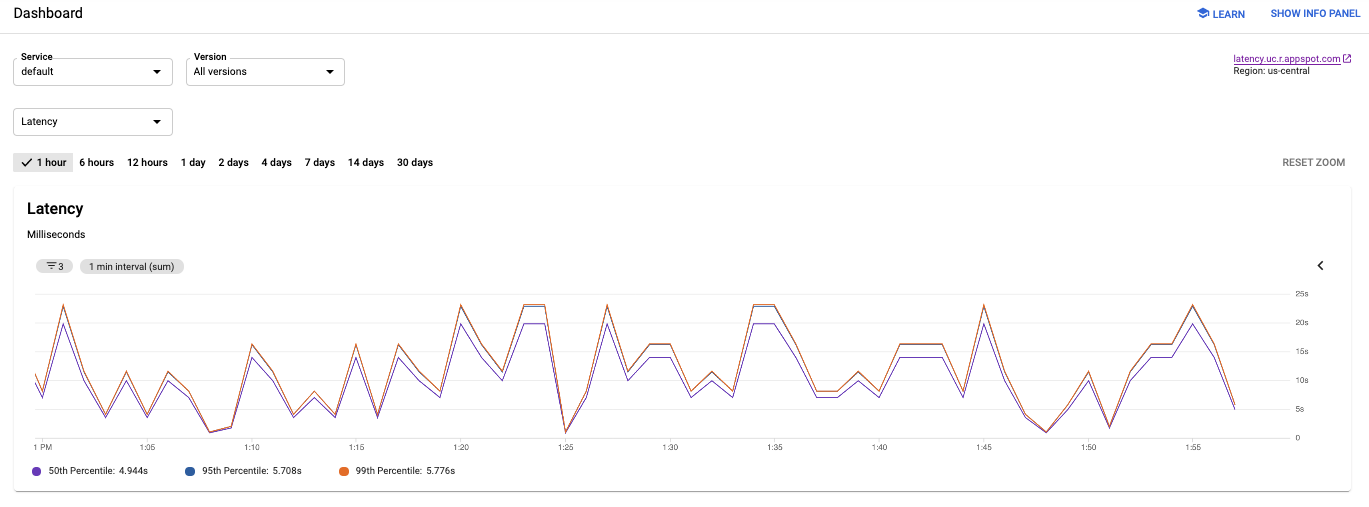 Dashboard
LEARN
SHOW INFO PANEL
Service
default
Version
All versions
latency.uc.r.appspot.com
Region: us-central
Latency
1 hour 6 hours 12 hours 1 day 2 days 4 days 7 days 14 days 30 days
RESET ZOOM
Latency
Milliseconds
3
1 min interval (sum)
25s
20s
15s
10s
5s
0
1 PM 1:05 1:10 1:15 1:20 1:25 1:30 1:35 1:40 1:45 1:50 1:55
50th Percentile: 4.944s 95th Percentile: 5.708s 99th Percentile: 5.776s